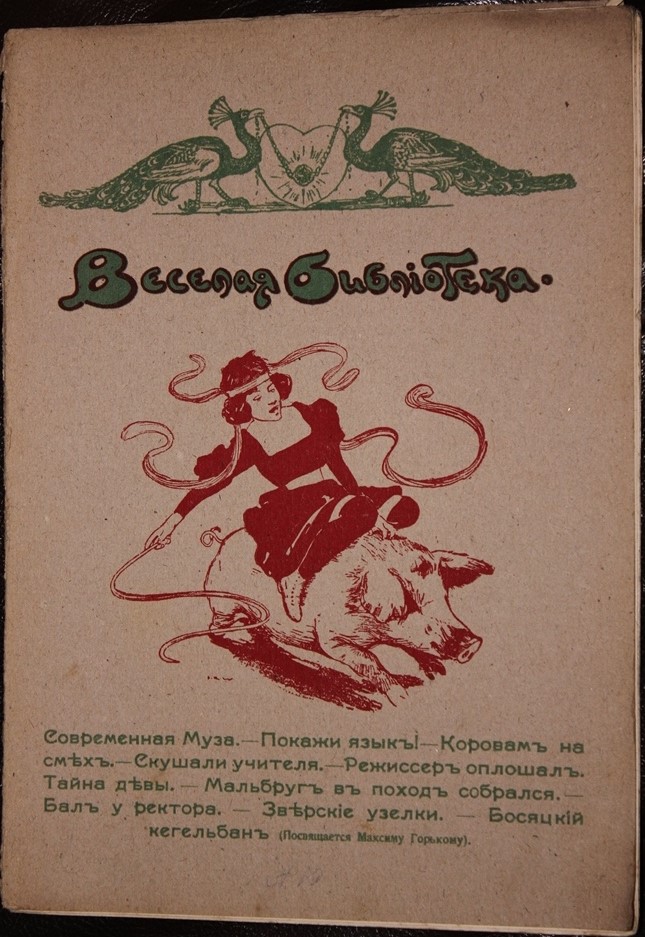 Веселая Библіотека.
Современная Муза.—Покажи языкъ!—Коровамъ на
смѣхъ.—Скушали учителя.—Режиссеръ оплошалъ.
Тайна дѣвы. — Мальбругъ въ походъ собрался.—
Балъ у ректора. — Звѣрскіе узелки. — Босяцкій
кегельбанъ (Посвящается Максиму Горькому).